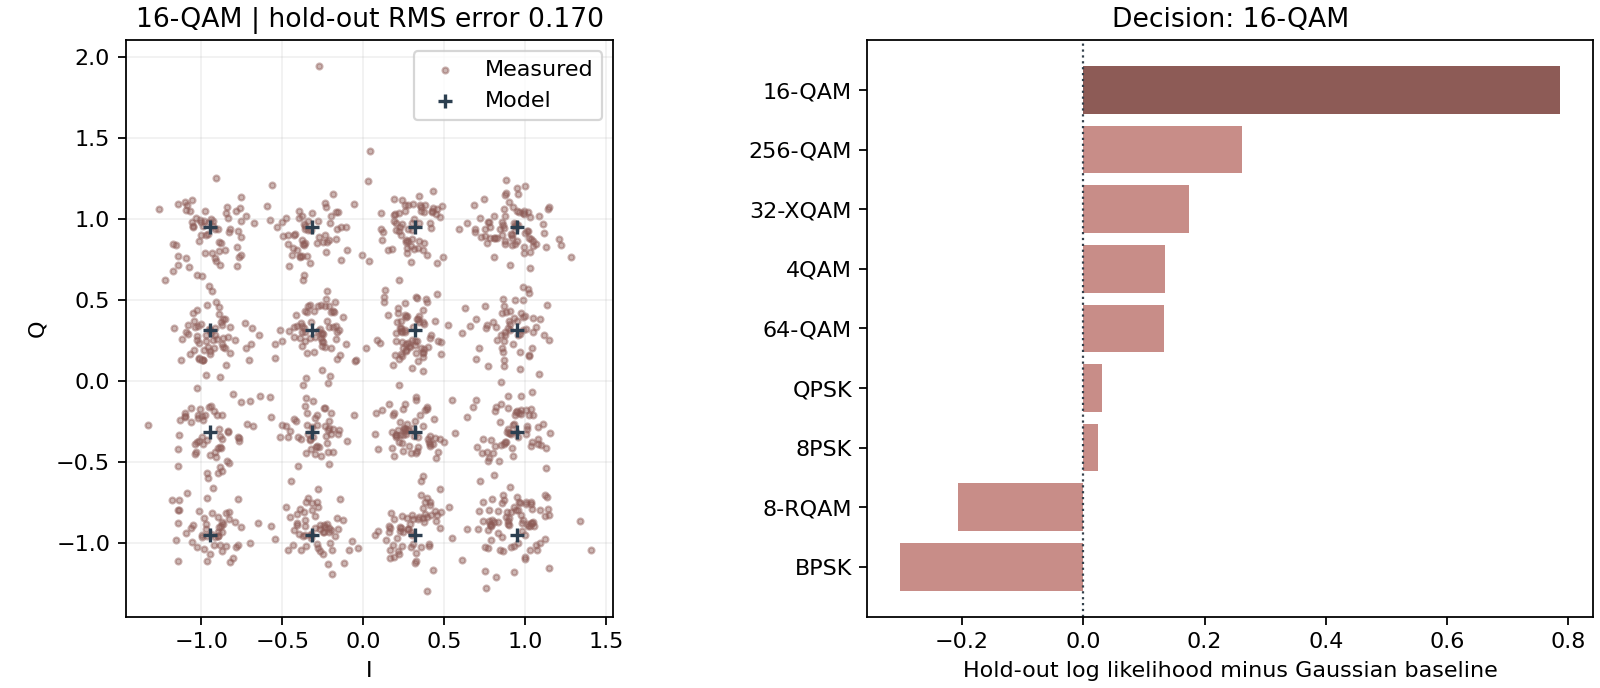 16-QAM | hold-out RMS error 0.170
Measured
Model
2.0
1.5
1.0
0.5
0.0
−0.5
−1.0
Q
−1.0
−0.5
0.0
0.5
1.0
1.5
I
Decision: 16-QAM
16-QAM
256-QAM
32-XQAM
4QAM
64-QAM
QPSK
8PSK
8-RQAM
BPSK
−0.2
0.0
0.2
0.4
0.6
0.8
Hold-out log likelihood minus Gaussian baseline